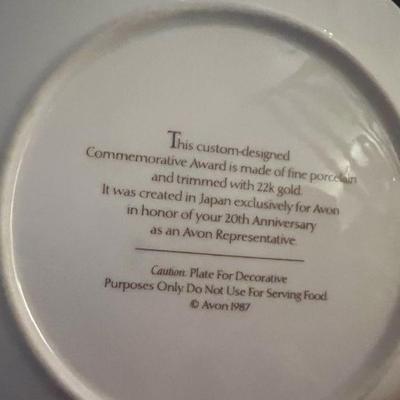 This custom-designed
Commemorative Award is made of fine porcelain
and trimmed with 22k gold.
It was created in Japan exclusively for Avon
in honor of your 20th Anniversary
as an Avon Representative.
Caution: Plate For Decorative
Purposes Only. Do Not Use For Serving Food.
© Avon 1987